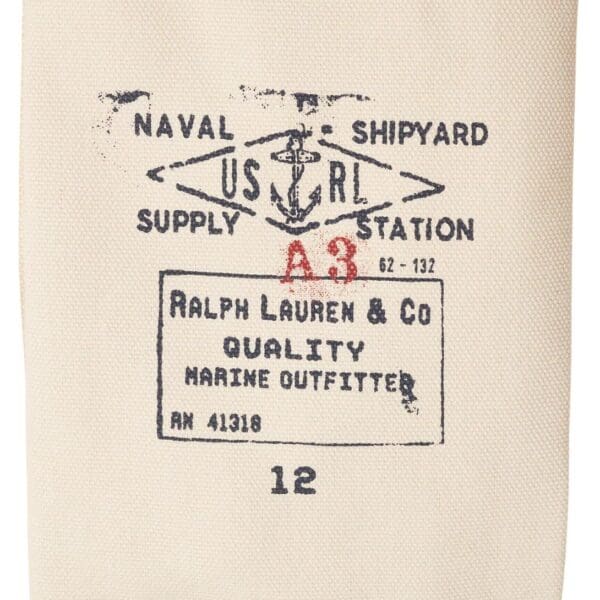 NAVAL SHIPYARD
US RL
SUPPLY STATION
A3 62 - 132
RALPH LAUREN & CO
QUALITY
MARINE OUTFITTER
RN 41318
12